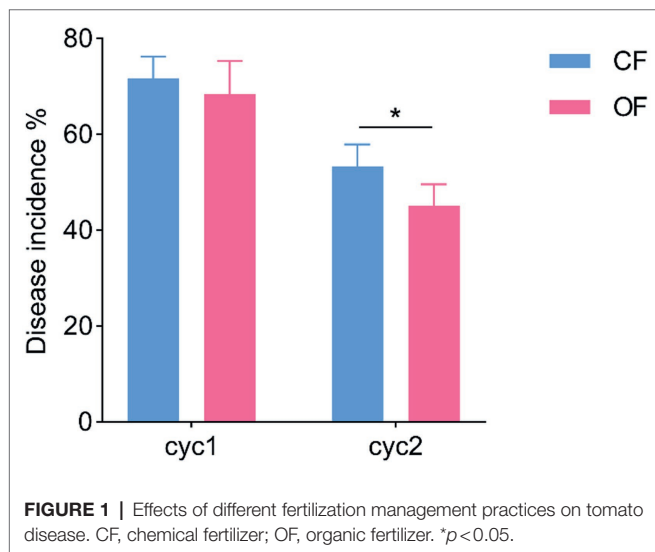 Disease incidence %
80
60
40
20
0
CF
OF
*
cyc1
cyc2
FIGURE 1 | Effects of different fertilization management practices on tomato
disease. CF, chemical fertilizer; OF, organic fertilizer. *p<0.05.